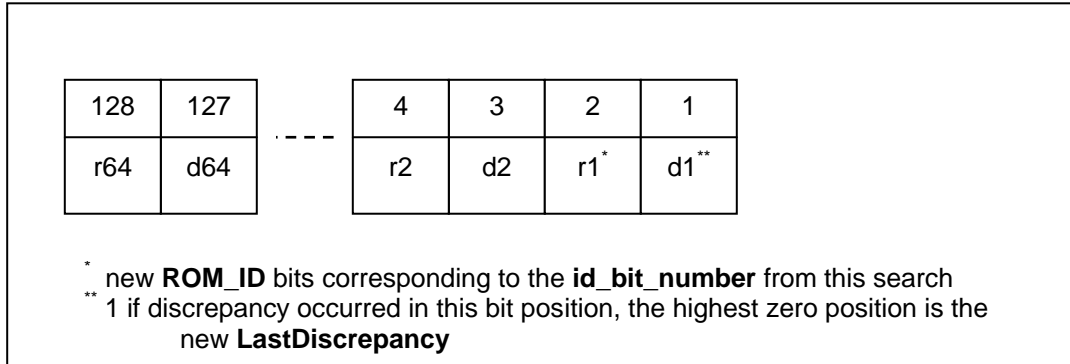 128 127 4 3 2 1
r64 d64 r2 d2 r1* d1**
* new ROM_ID bits corresponding to the id_bit_number from this search
** 1 if discrepancy occurred in this bit position, the highest zero position is the
new LastDiscrepancy